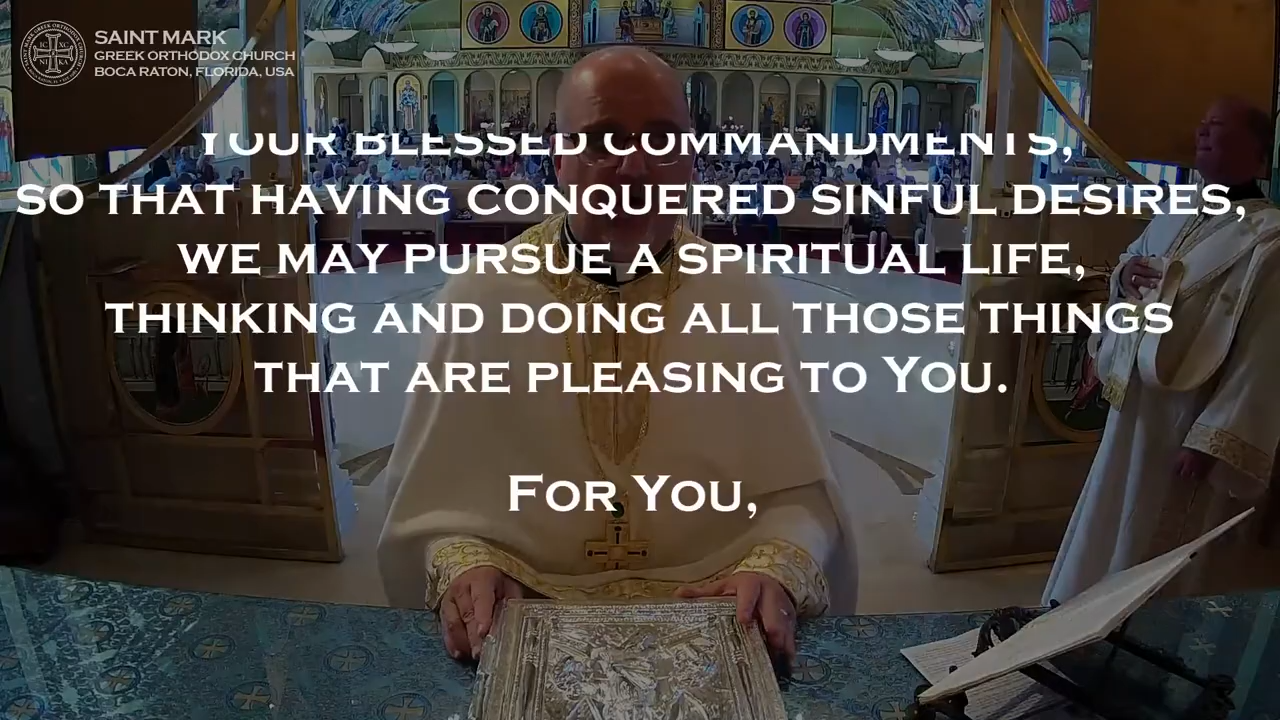 SAINT MARK
GREEK ORTHODOX CHURCH
BOCA RATON, FLORIDA, USA
YOUR BLESSED COMMANDMENTS,
SO THAT HAVING CONQUERED SINFUL DESIRES,
WE MAY PURSUE A SPIRITUAL LIFE,
THINKING AND DOING ALL THOSE THINGS
THAT ARE PLEASING TO YOU.
FOR YOU,